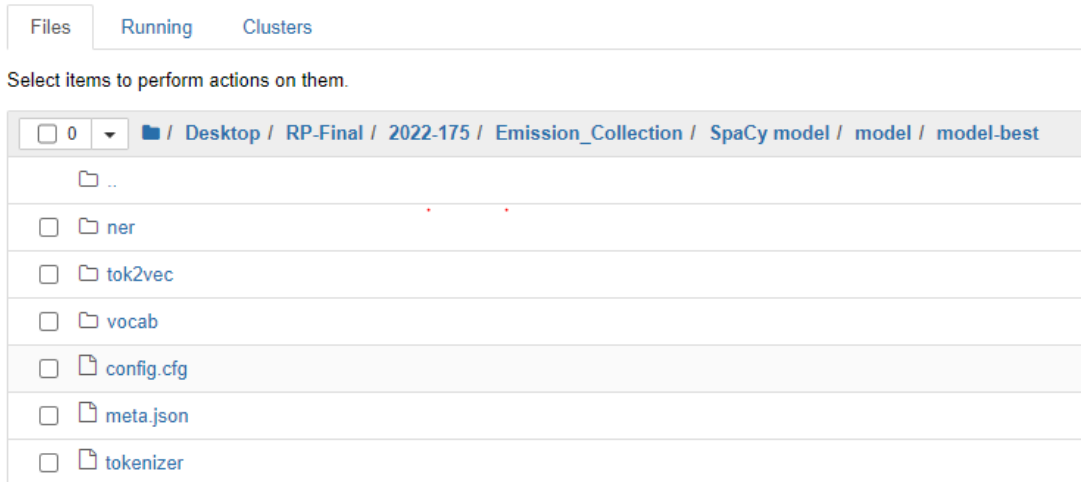 Files Running Clusters
Select items to perform actions on them.
0 / Desktop / RP-Final / 2022-175 / Emission_Collection / SpaCy model / model / model-best
..
ner
tok2vec
vocab
config.cfg
meta.json
tokenizer